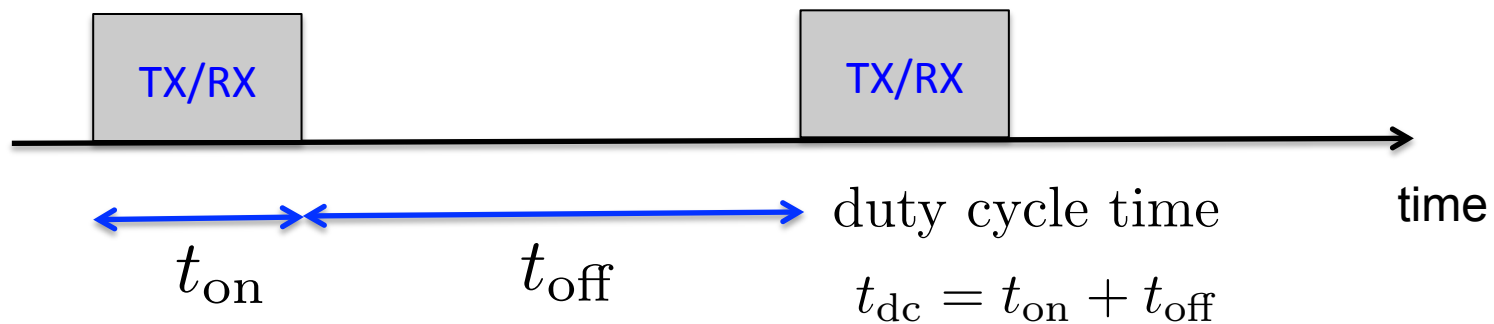 TX/RX
TX/RX
time
duty cycle time
t_on
t_off
t_dc = t_on + t_off